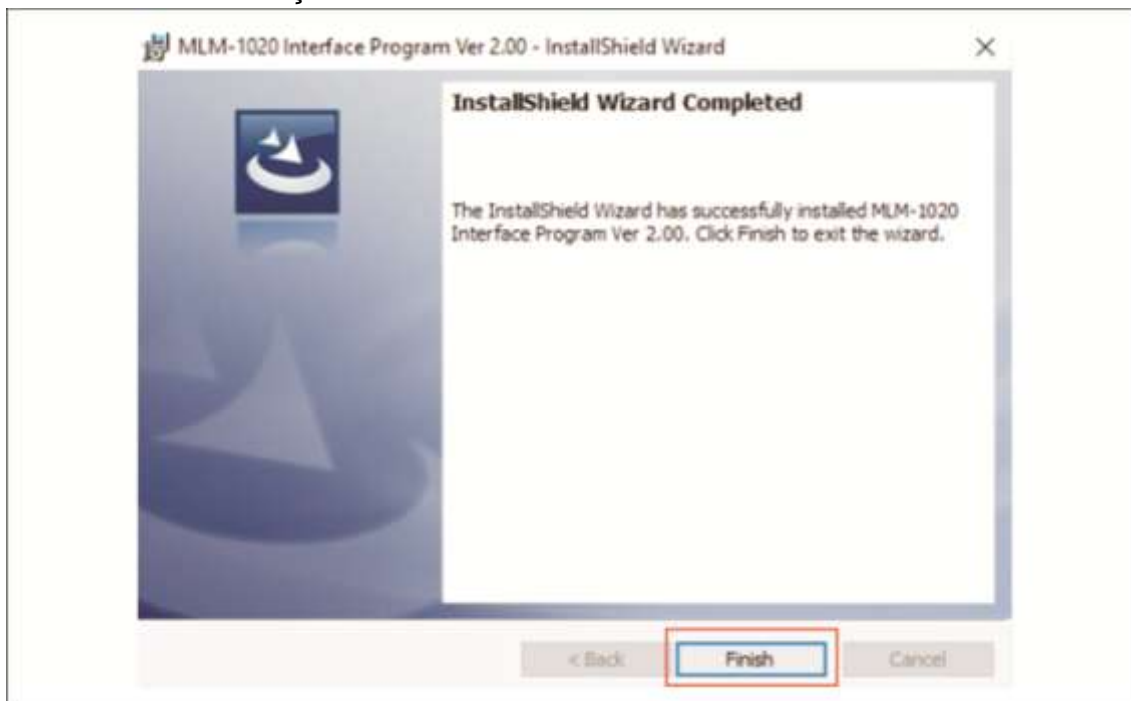 MLM-1020 Interface Program Ver 2.00 - InstallShield Wizard
InstallShield Wizard Completed
The InstallShield Wizard has successfully installed MLM-1020
Interface Program Ver 2.00. Click Finish to exit the wizard.
< Back Finish Cancel